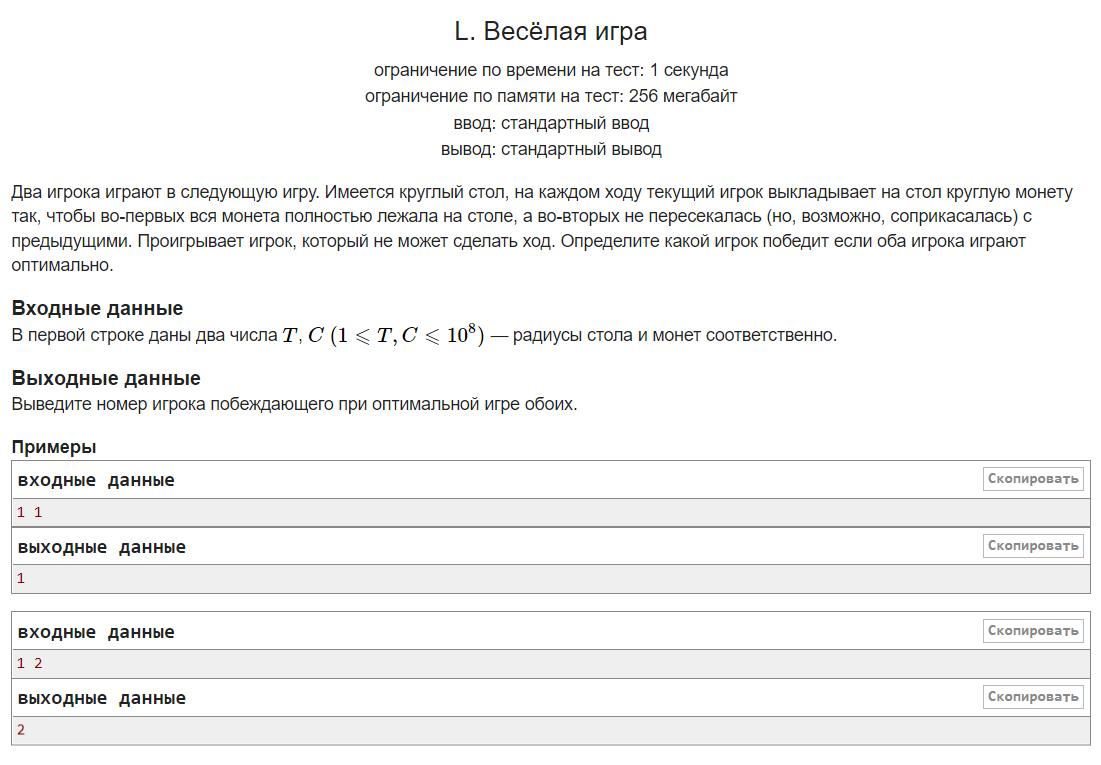 L. Весёлая игра
ограничение по времени на тест: 1 секунда
ограничение по памяти на тест: 256 мегабайт
ввод: стандартный ввод
вывод: стандартный вывод
Два игрока играют в следующую игру. Имеется круглый стол, на каждом ходу текущий игрок выкладывает на стол круглую монету
так, чтобы во-первых вся монета полностью лежала на столе, а во-вторых не пересекалась (но, возможно, соприкасалась) с
предыдущими. Проигрывает игрок, который не может сделать ход. Определите какой игрок победит если оба игрока играют
оптимально.
Входные данные
В первой строке даны два числа T, C (1 ⩽ T, C ⩽ 10⁸) — радиусы стола и монет соответственно.
Выходные данные
Выведите номер игрока побеждающего при оптимальной игре обоих.
Примеры
входные данные Скопировать
1 1
выходные данные Скопировать
1
входные данные Скопировать
1 2
выходные данные Скопировать
2